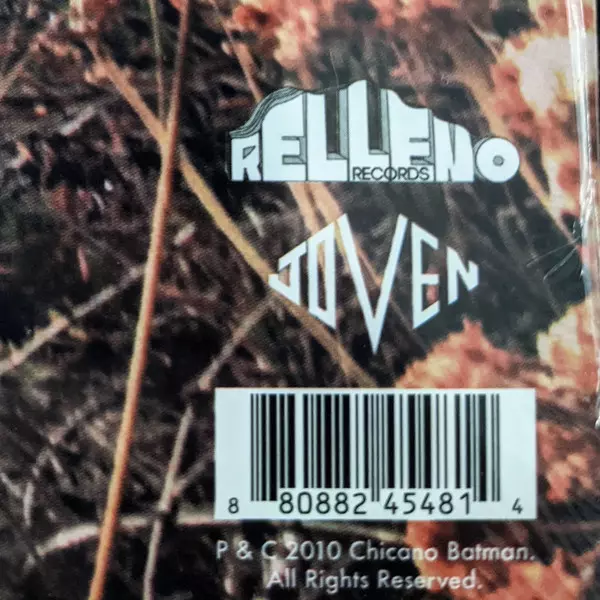 RELLENO
RECORDS
JOVEN
8 80882 45481 4
P & C 2010 Chicano Batman.
All Rights Reserved.